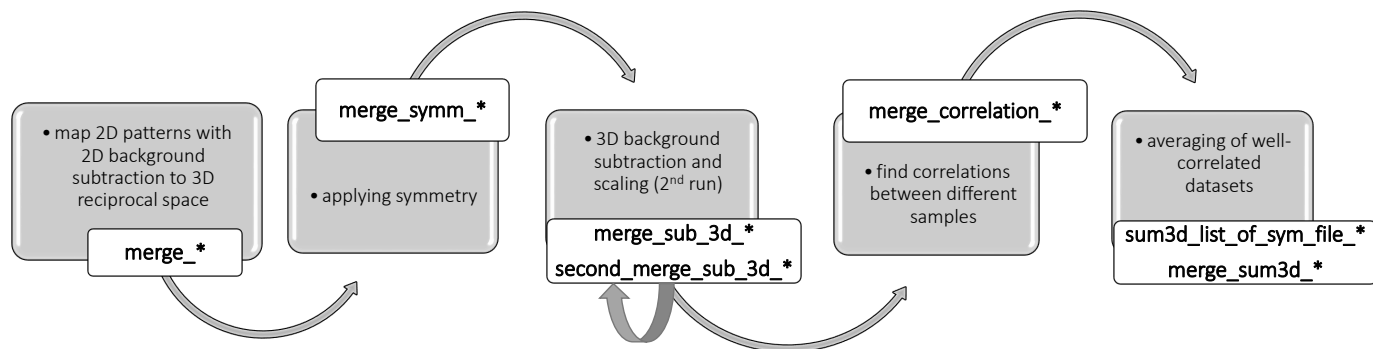 • map 2D patterns with
2D background
subtraction to 3D
reciprocal space
merge_*
merge_symm_*
• applying symmetry
• 3D background
subtraction and
scaling (2nd run)
merge_sub_3d_*
second_merge_sub_3d_*
merge_correlation_*
• find correlations
between different
samples
• averaging of well-
correlated
datasets
sum3d_list_of_sym_file_*
merge_sum3d_*